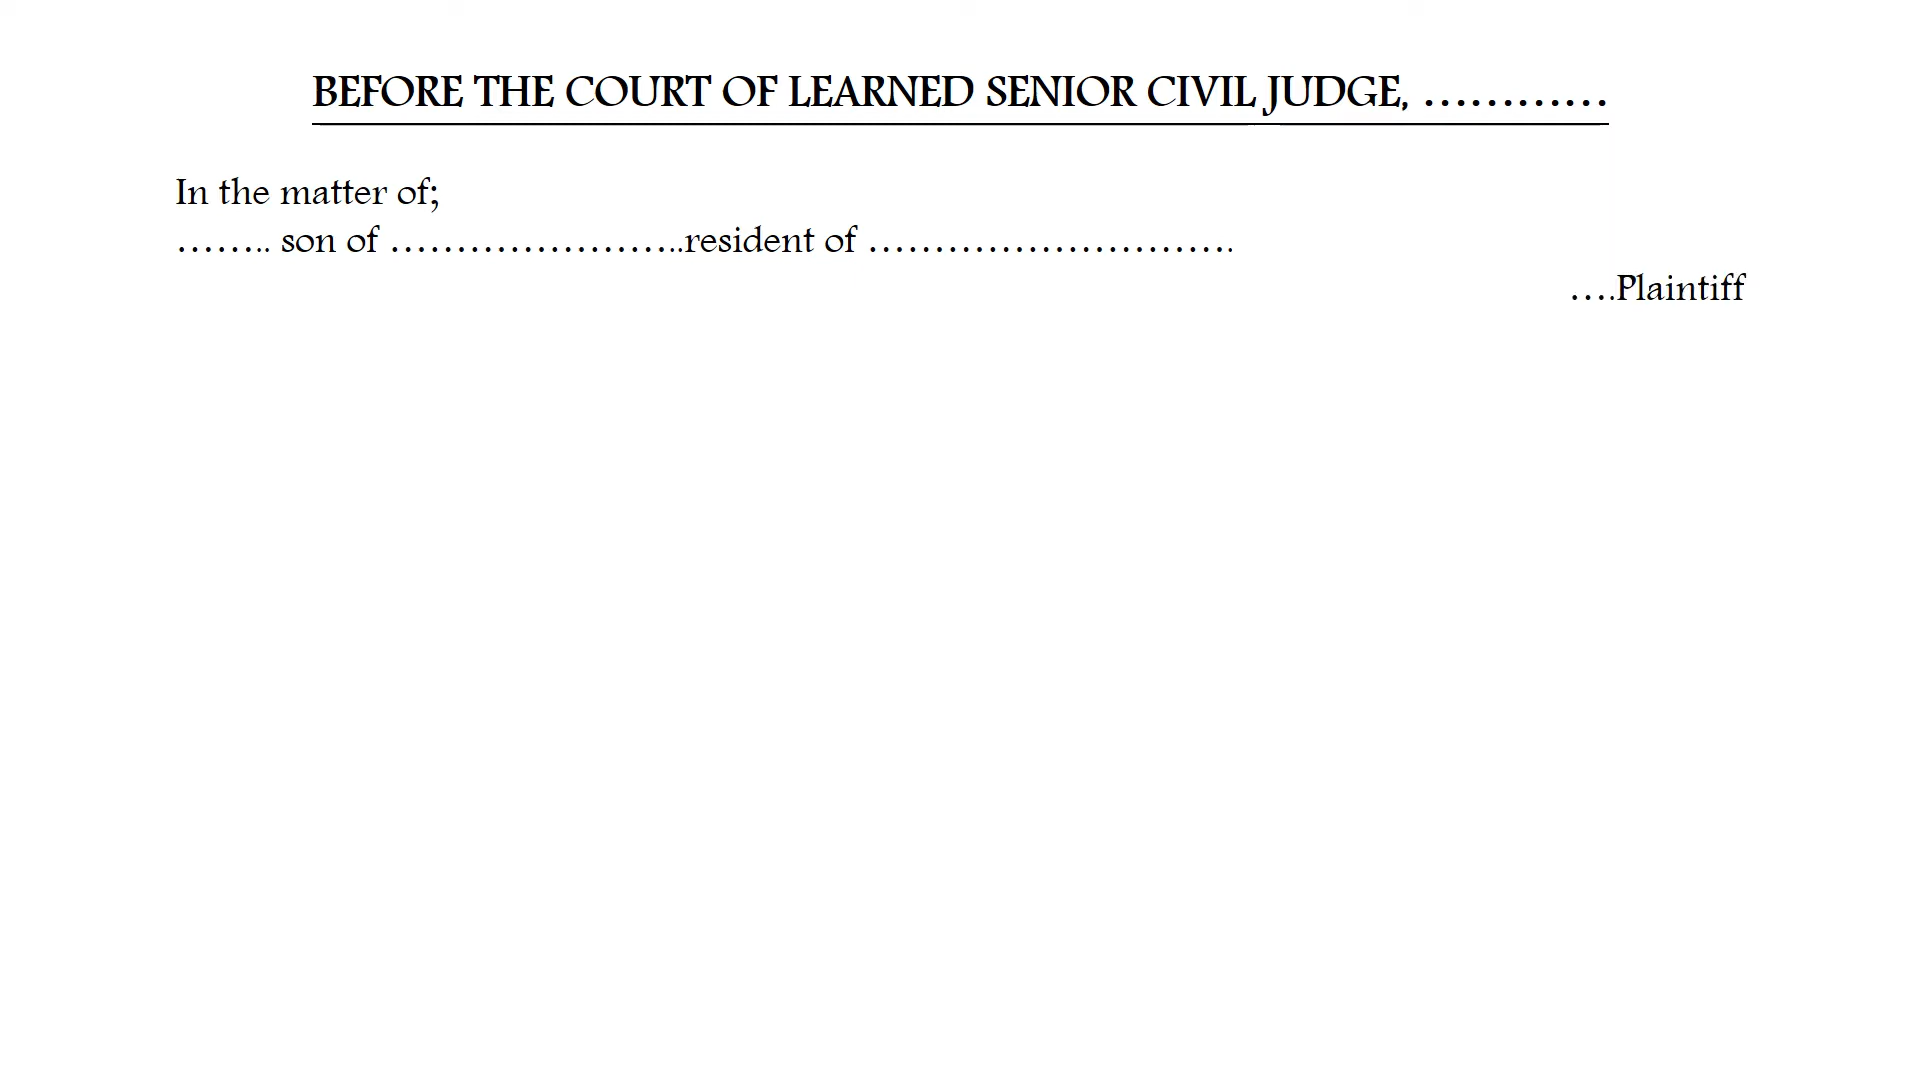 BEFORE THE COURT OF LEARNED SENIOR CIVIL JUDGE, …………
In the matter of;
…….. son of …………………..resident of ……………………….
….Plaintiff